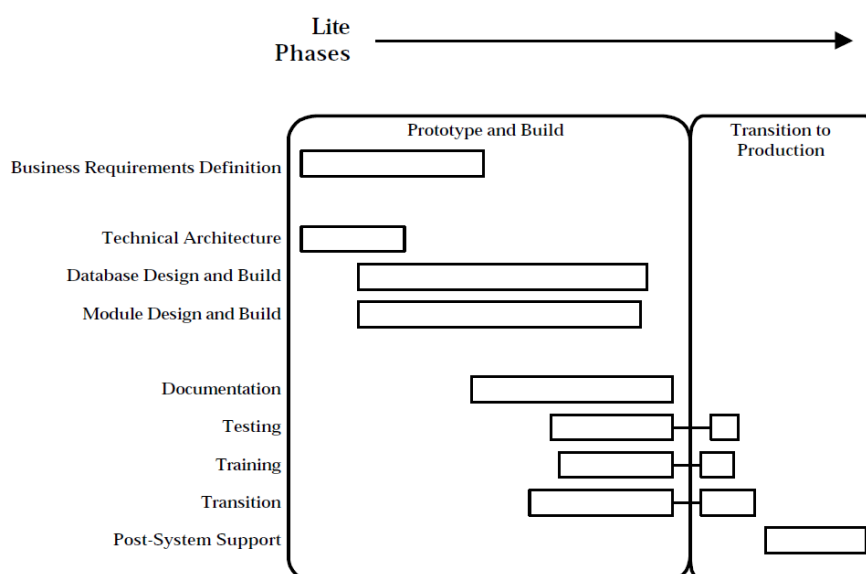 Lite
Phases
Prototype and Build
Transition to
Production
Business Requirements Definition
Technical Architecture
Database Design and Build
Module Design and Build
Documentation
Testing
Training
Transition
Post-System Support